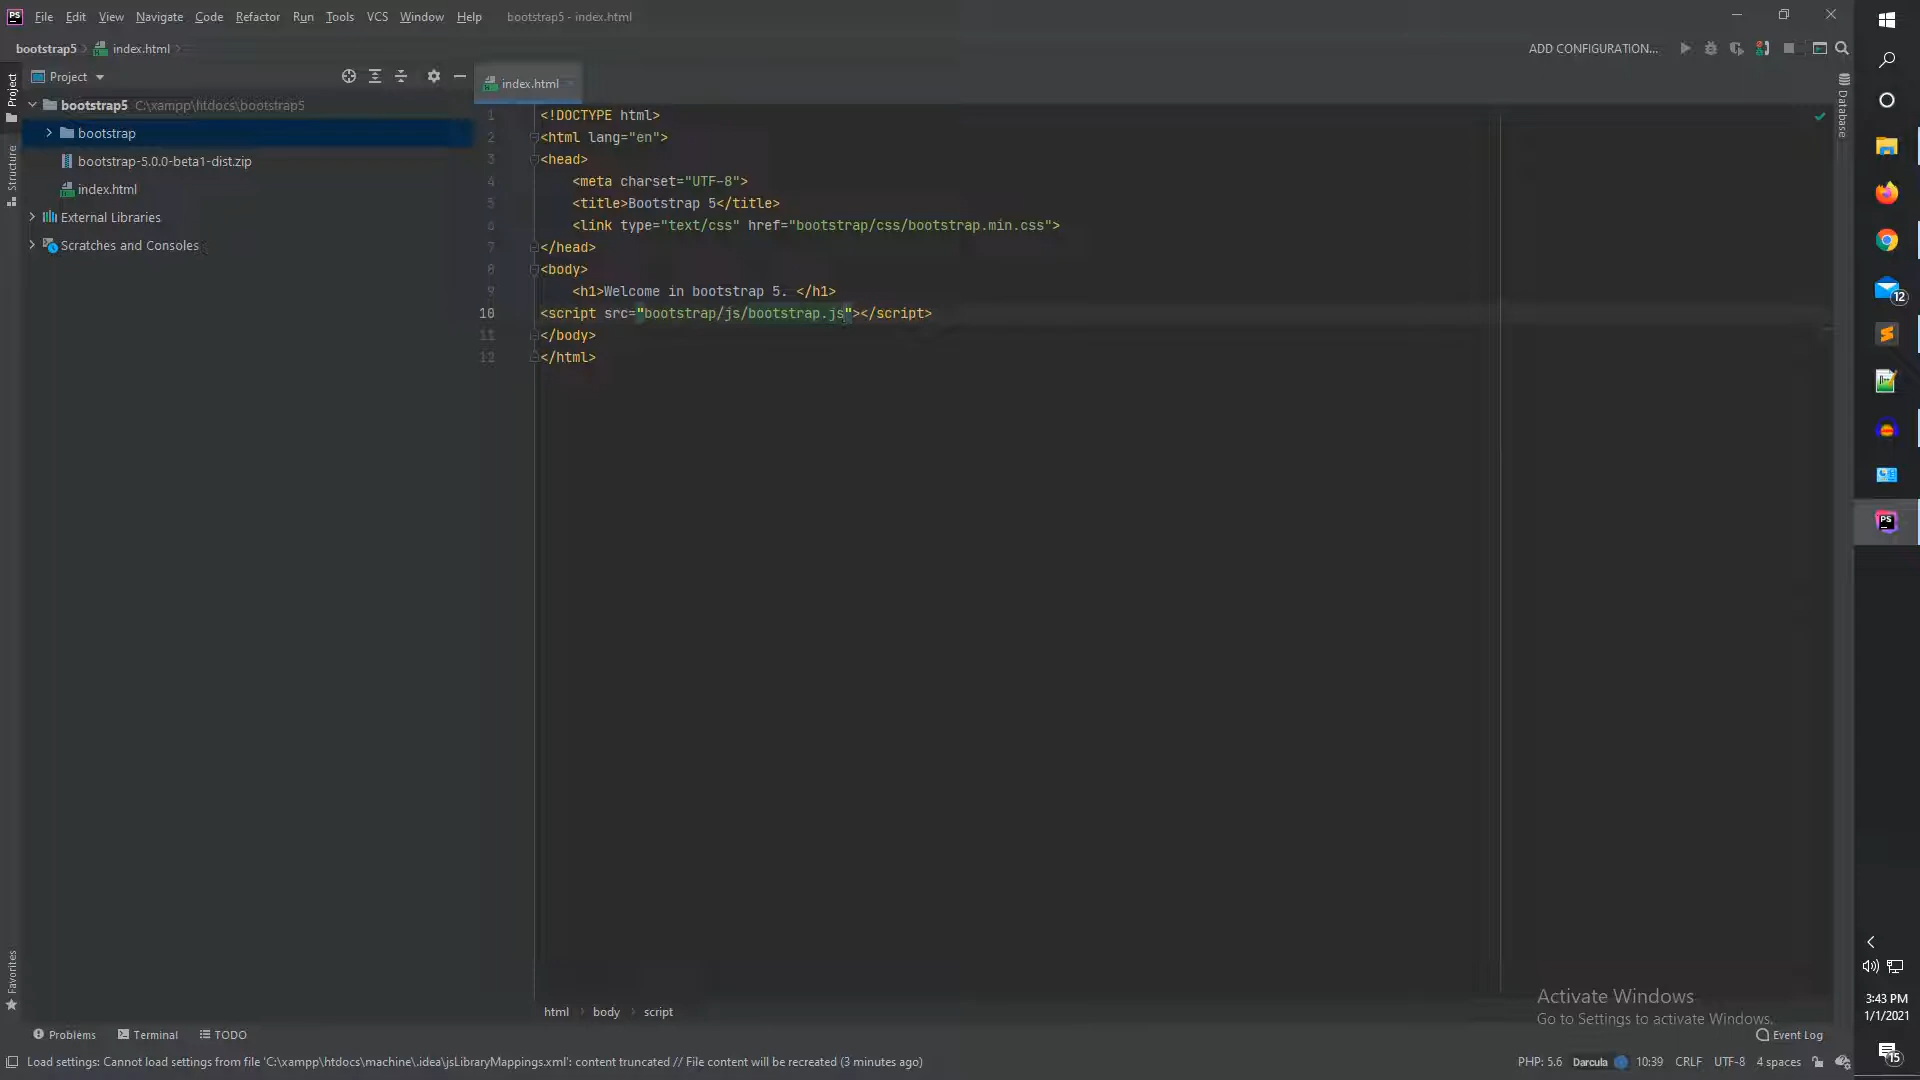 PS File Edit View Navigate Code Refactor Run Tools VCS Window Help bootstrap5 - index.html
bootstrap5 index.html ADD CONFIGURATION...
Project
Project
index.html
bootstrap5 C:\xampp\htdocs\bootstrap5
bootstrap
bootstrap-5.0.0-beta1-dist.zip
index.html
External Libraries
Scratches and Consoles
Structure
Favorites
Database
1 <!DOCTYPE html>
2 <html lang="en">
3 <head>
4 <meta charset="UTF-8">
5 <title>Bootstrap 5</title>
6 <link type="text/css" href="bootstrap/css/bootstrap.min.css">
7 </head>
8 <body>
9 <h1>Welcome in bootstrap 5. </h1>
10 <script src="bootstrap/js/bootstrap.js"></script>
11 </body>
12 </html>
html body script
Problems Terminal TODO
Event Log
Load settings: Cannot load settings from file 'C:\xampp\htdocs\machine\.idea\jsLibraryMappings.xml': content truncated // File content will be recreated (3 minutes ago)
PHP: 5.6 Darcula 10:39 CRLF UTF-8 4 spaces
Activate Windows
Go to Settings to activate Windows.
12
PS
3:43 PM
1/1/2021
15